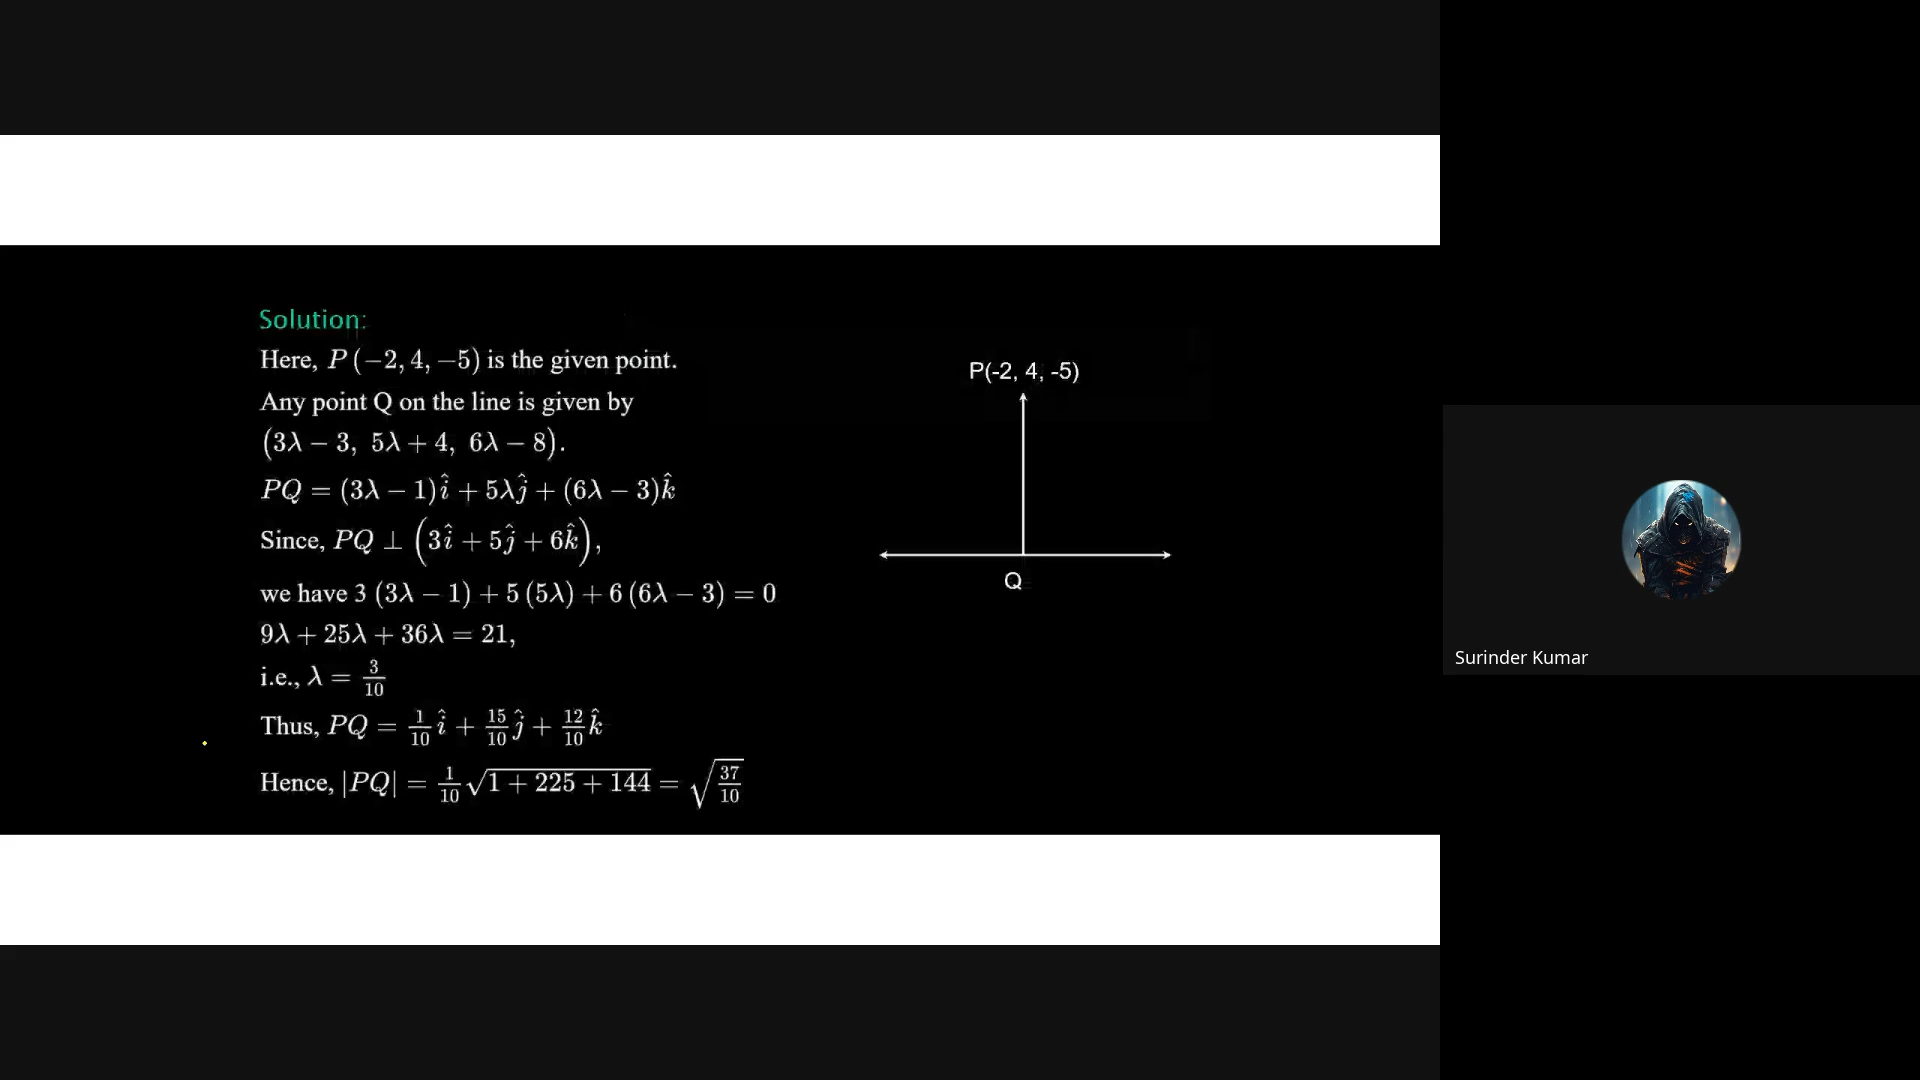 Solution:
Here, P (−2, 4, −5) is the given point.
Any point Q on the line is given by
(3λ − 3, 5λ + 4, 6λ − 8).
PQ = (3λ − 1)î + 5λĵ + (6λ − 3)k̂
Since, PQ ⊥ (3î + 5ĵ + 6k̂),
we have 3 (3λ − 1) + 5 (5λ) + 6 (6λ − 3) = 0
9λ + 25λ + 36λ = 21,
i.e., λ = 3/10
Thus, PQ = 1/10 î + 15/10 ĵ + 12/10 k̂
Hence, |PQ| = 1/10 √(1 + 225 + 144) = √(37/10)
P(-2, 4, -5)
Q
Surinder Kumar